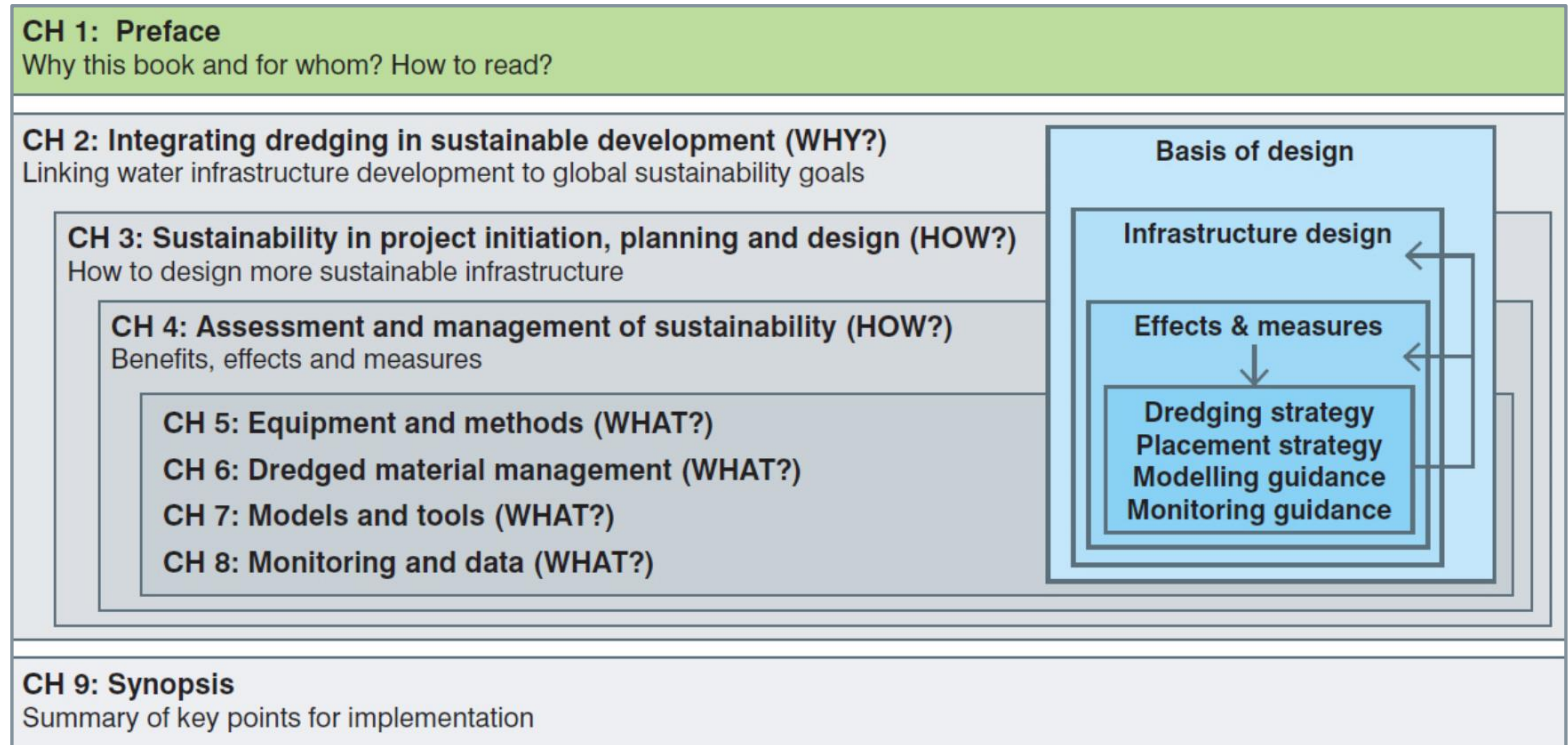 CH 1: Preface
Why this book and for whom? How to read?
CH 2: Integrating dredging in sustainable development (WHY?)
Linking water infrastructure development to global sustainability goals
CH 3: Sustainability in project initiation, planning and design (HOW?)
How to design more sustainable infrastructure
CH 4: Assessment and management of sustainability (HOW?)
Benefits, effects and measures
CH 5: Equipment and methods (WHAT?)
CH 6: Dredged material management (WHAT?)
CH 7: Models and tools (WHAT?)
CH 8: Monitoring and data (WHAT?)
Basis of design
Infrastructure design
Effects & measures
Dredging strategy
Placement strategy
Modelling guidance
Monitoring guidance
CH 9: Synopsis
Summary of key points for implementation